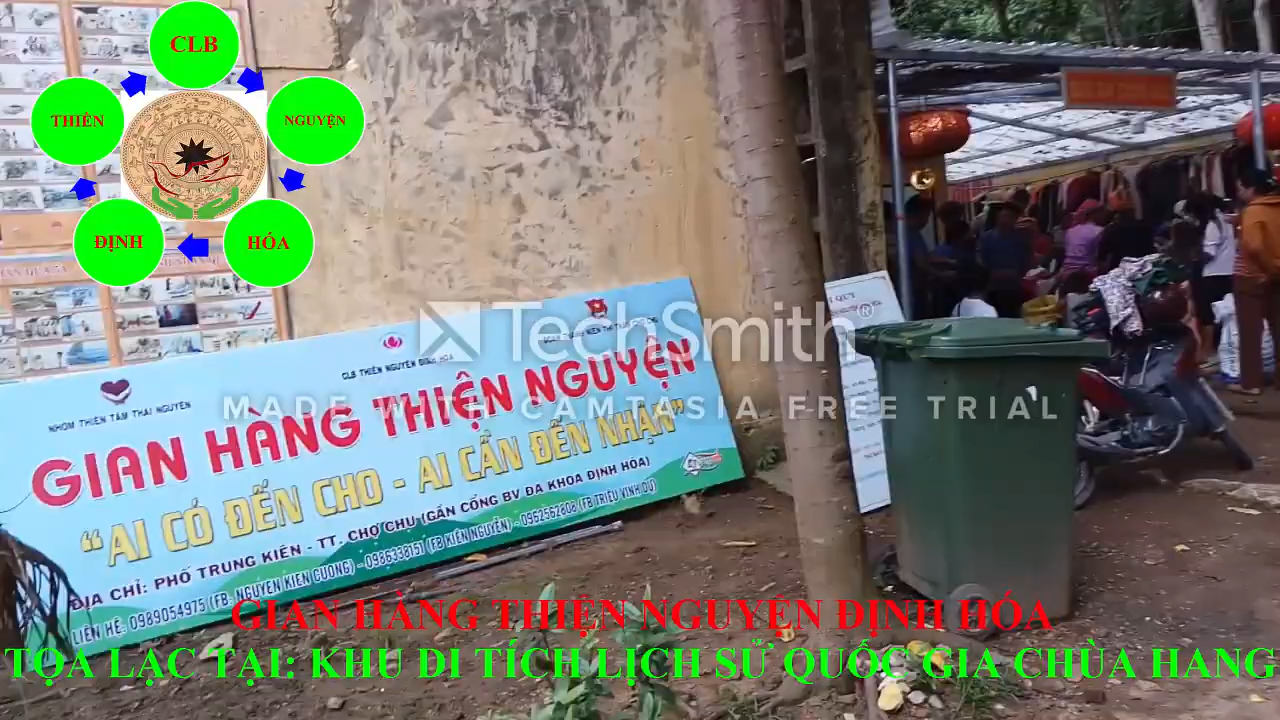 CLB
THIÊN
NGUYỆN
ĐỊNH
HÓA
TechSmith®
MADE WITH CAMTASIA FREE TRIAL
NHÓM THIỆN TÂM THÁI NGUYÊN
CLB THIỆN NGUYỆN ĐỊNH HÓA
GIAN HÀNG THIỆN NGUYỆN
“AI CÓ ĐẾN CHO - AI CẦN ĐẾN NHẬN”
ĐỊA CHỈ: PHỐ TRUNG KIÊN - TT. CHỢ CHU (GẦN CỔNG BV ĐA KHOA ĐỊNH HÓA)
LIÊN HỆ: 0989054975 (FB. NGUYỄN KIÊN CƯỜNG) - 0986338151 (FB KIÊN NGUYỄN) - 0962562808 (FB TRIỆU VINH DỰ)
GIAN HÀNG THIỆN NGUYỆN ĐỊNH HÓA
TỌA LẠC TẠI: KHU DI TÍCH LỊCH SỬ QUỐC GIA CHÙA HANG